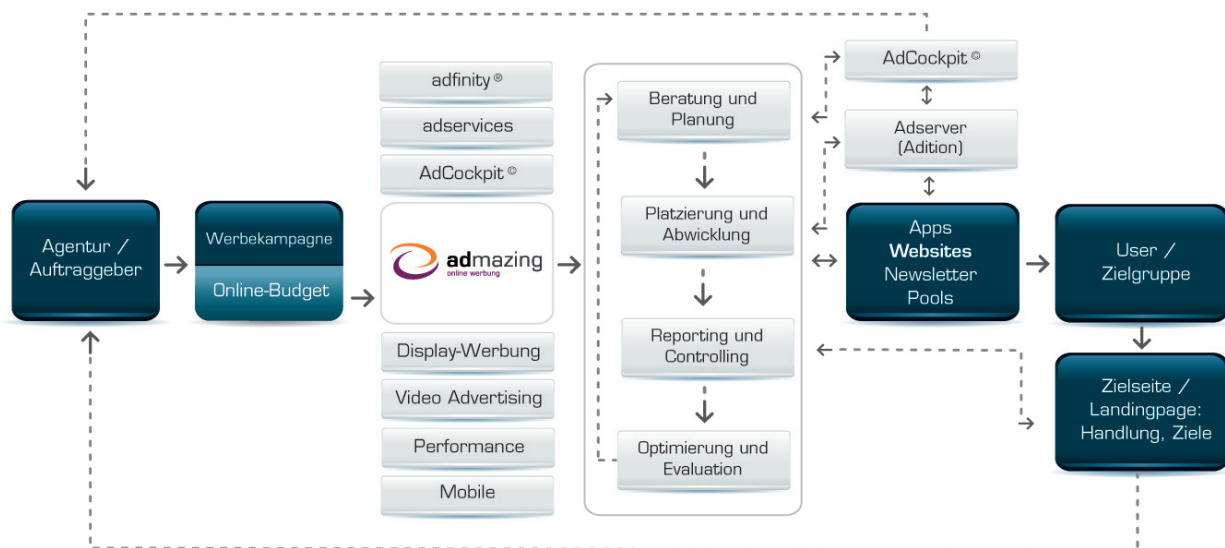 Agentur /
Auftraggeber
Werbekampagne
Online-Budget
adfinity ®
adservices
AdCockpit ©
admazing
online werbung
Display-Werbung
Video Advertising
Performance
Mobile
Beratung und
Planung
Platzierung und
Abwicklung
Reporting und
Controlling
Optimierung und
Evaluation
AdCockpit ©
Adserver
(Adition)
Apps
Websites
Newsletter
Pools
User /
Zielgruppe
Zielseite /
Landingpage:
Handlung, Ziele